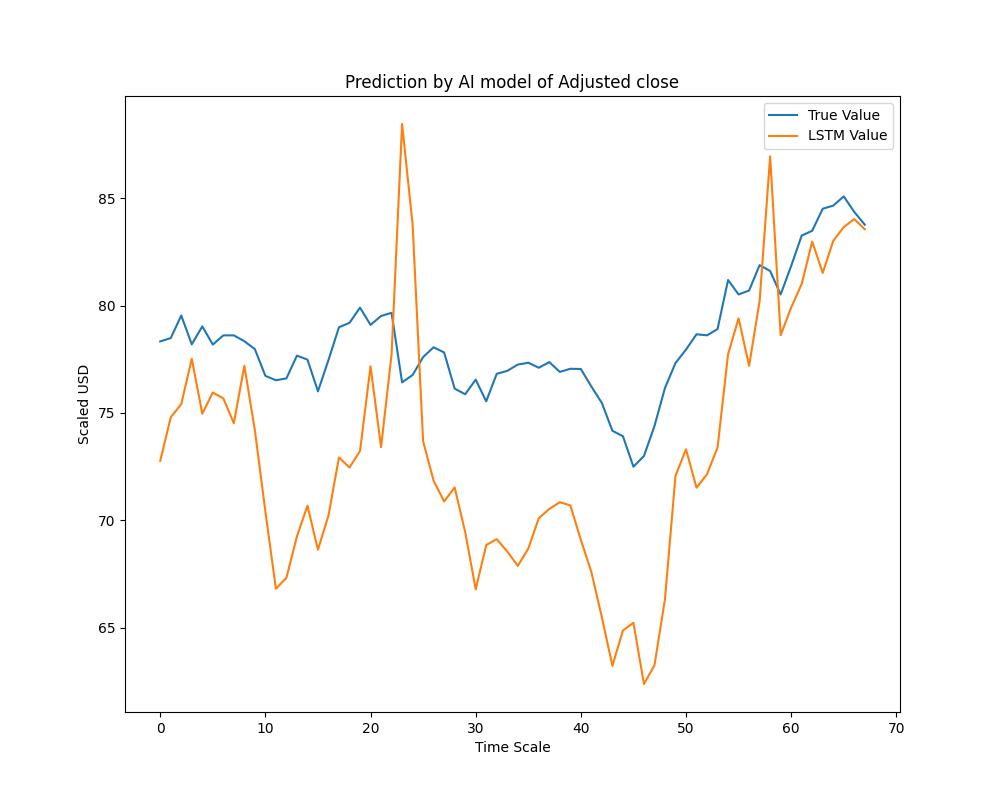 Prediction by AI model of Adjusted close
True Value
LSTM Value
85
80
75
70
65
Scaled USD
0 10 20 30 40 50 60 70
Time Scale